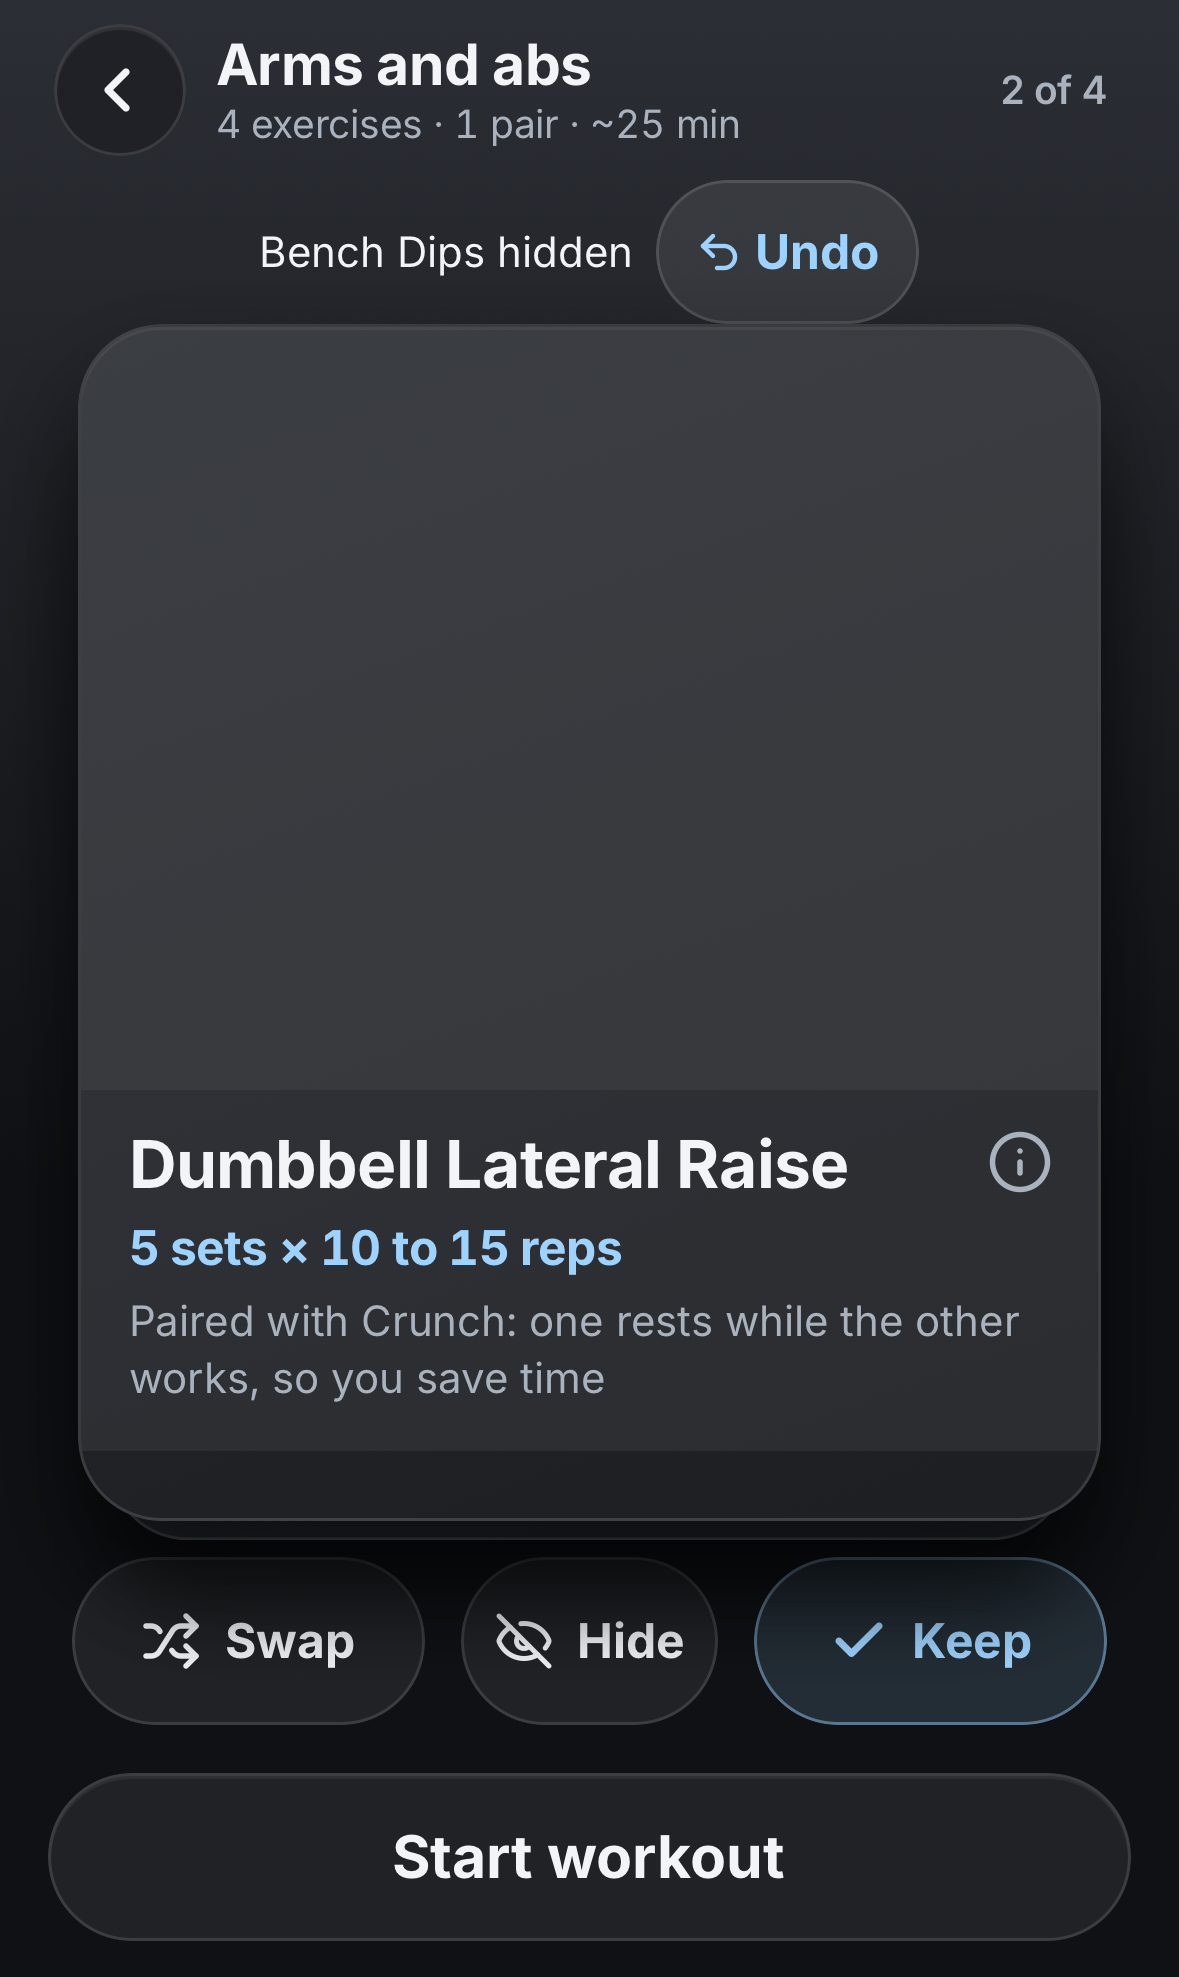 Arms and abs
4 exercises · 1 pair · ~25 min
2 of 4
Bench Dips hidden
Undo
Dumbbell Lateral Raise
5 sets × 10 to 15 reps
Paired with Crunch: one rests while the other
works, so you save time
Swap
Hide
Keep
Start workout